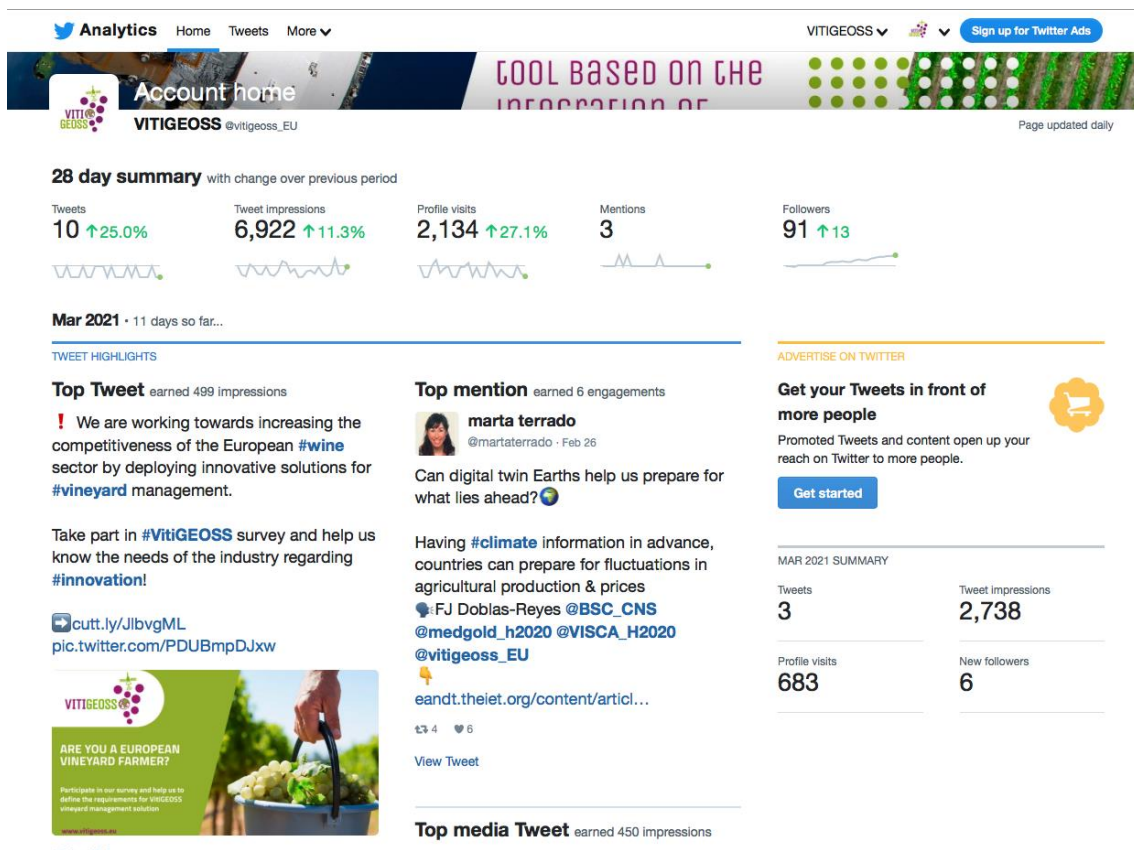 Analytics Home Tweets More VITIGEOSS Sign up for Twitter Ads
TOOL BASED ON THE
INTEGRATION OF
Account home
VITIGEOSS
VITIGEOSS @vitigeoss_EU
Page updated daily
28 day summary with change over previous period
Tweets
10 ↑25.0%
Tweet impressions
6,922 ↑11.3%
Profile visits
2,134 ↑27.1%
Mentions
3
Followers
91 ↑13
Mar 2021 • 11 days so far...
TWEET HIGHLIGHTS
Top Tweet earned 499 impressions
❗ We are working towards increasing the
competitiveness of the European #wine
sector by deploying innovative solutions for
#vineyard management.
Take part in #VitiGEOSS survey and help us
know the needs of the industry regarding
#innovation!
➡cutt.ly/JlbvgML
pic.twitter.com/PDUBmpDJxw
VITIGEOSS
ARE YOU A EUROPEAN
VINEYARD FARMER?
Participate in our survey and help us to
define the requirements for VitiGEOSS
vineyard management solution
www.vitigeoss.eu
Top mention earned 6 engagements
marta terrado
@martaterrado · Feb 26
Can digital twin Earths help us prepare for
what lies ahead?🌍
Having #climate information in advance,
countries can prepare for fluctuations in
agricultural production & prices
🗣FJ Doblas-Reyes @BSC_CNS
@medgold_h2020 @VISCA_H2020
@vitigeoss_EU
👇
eandt.theiet.org/content/articl…
4 6
View Tweet
Top media Tweet earned 450 impressions
ADVERTISE ON TWITTER
Get your Tweets in front of
more people
Promoted Tweets and content open up your
reach on Twitter to more people.
Get started
MAR 2021 SUMMARY
Tweets
3
Tweet impressions
2,738
Profile visits
683
New followers
6